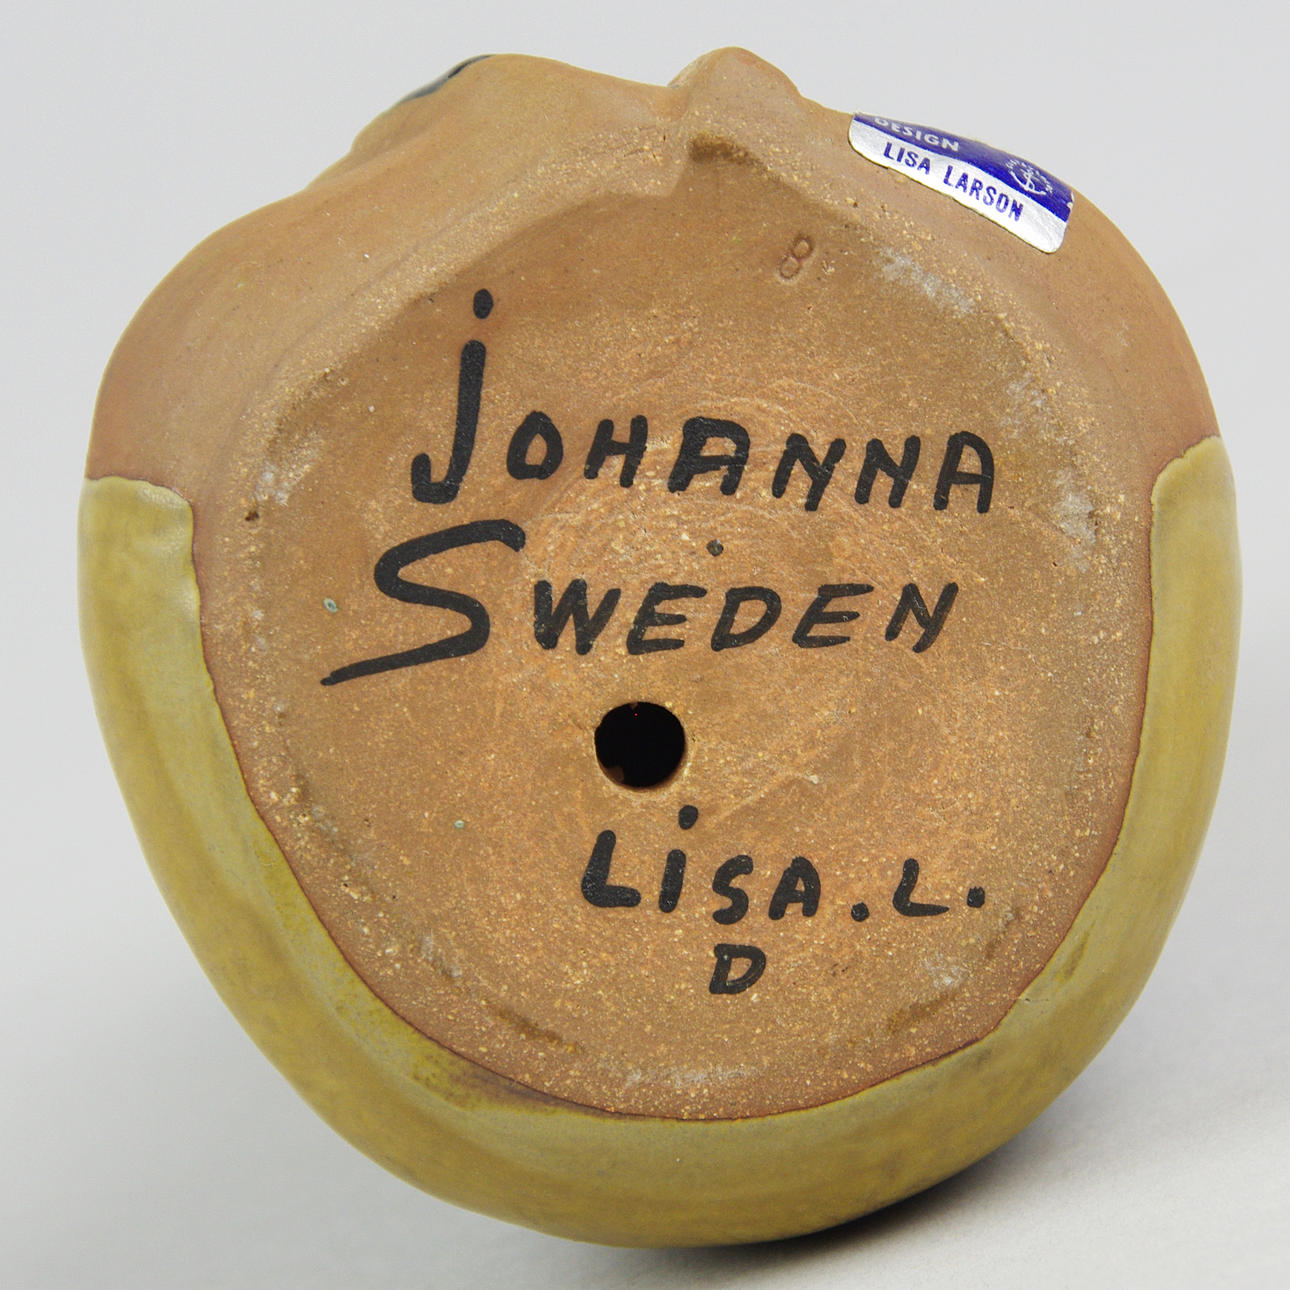 DESIGN
LISA LARSON
8
JOHANNA
SWEDEN
LiSA.L.
D